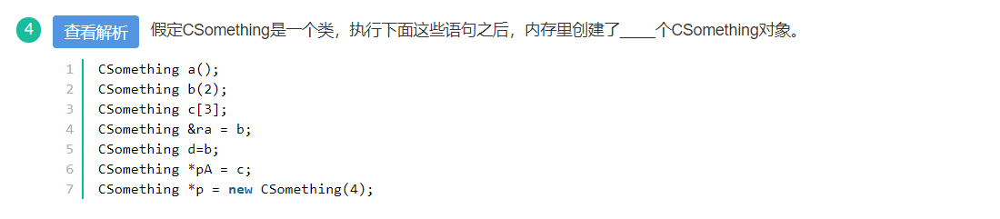 4 查看解析 假定CSomething是一个类，执行下面这些语句之后，内存里创建了____个CSomething对象。
1 CSomething a();
2 CSomething b(2);
3 CSomething c[3];
4 CSomething &ra = b;
5 CSomething d=b;
6 CSomething *pA = c;
7 CSomething *p = new CSomething(4);